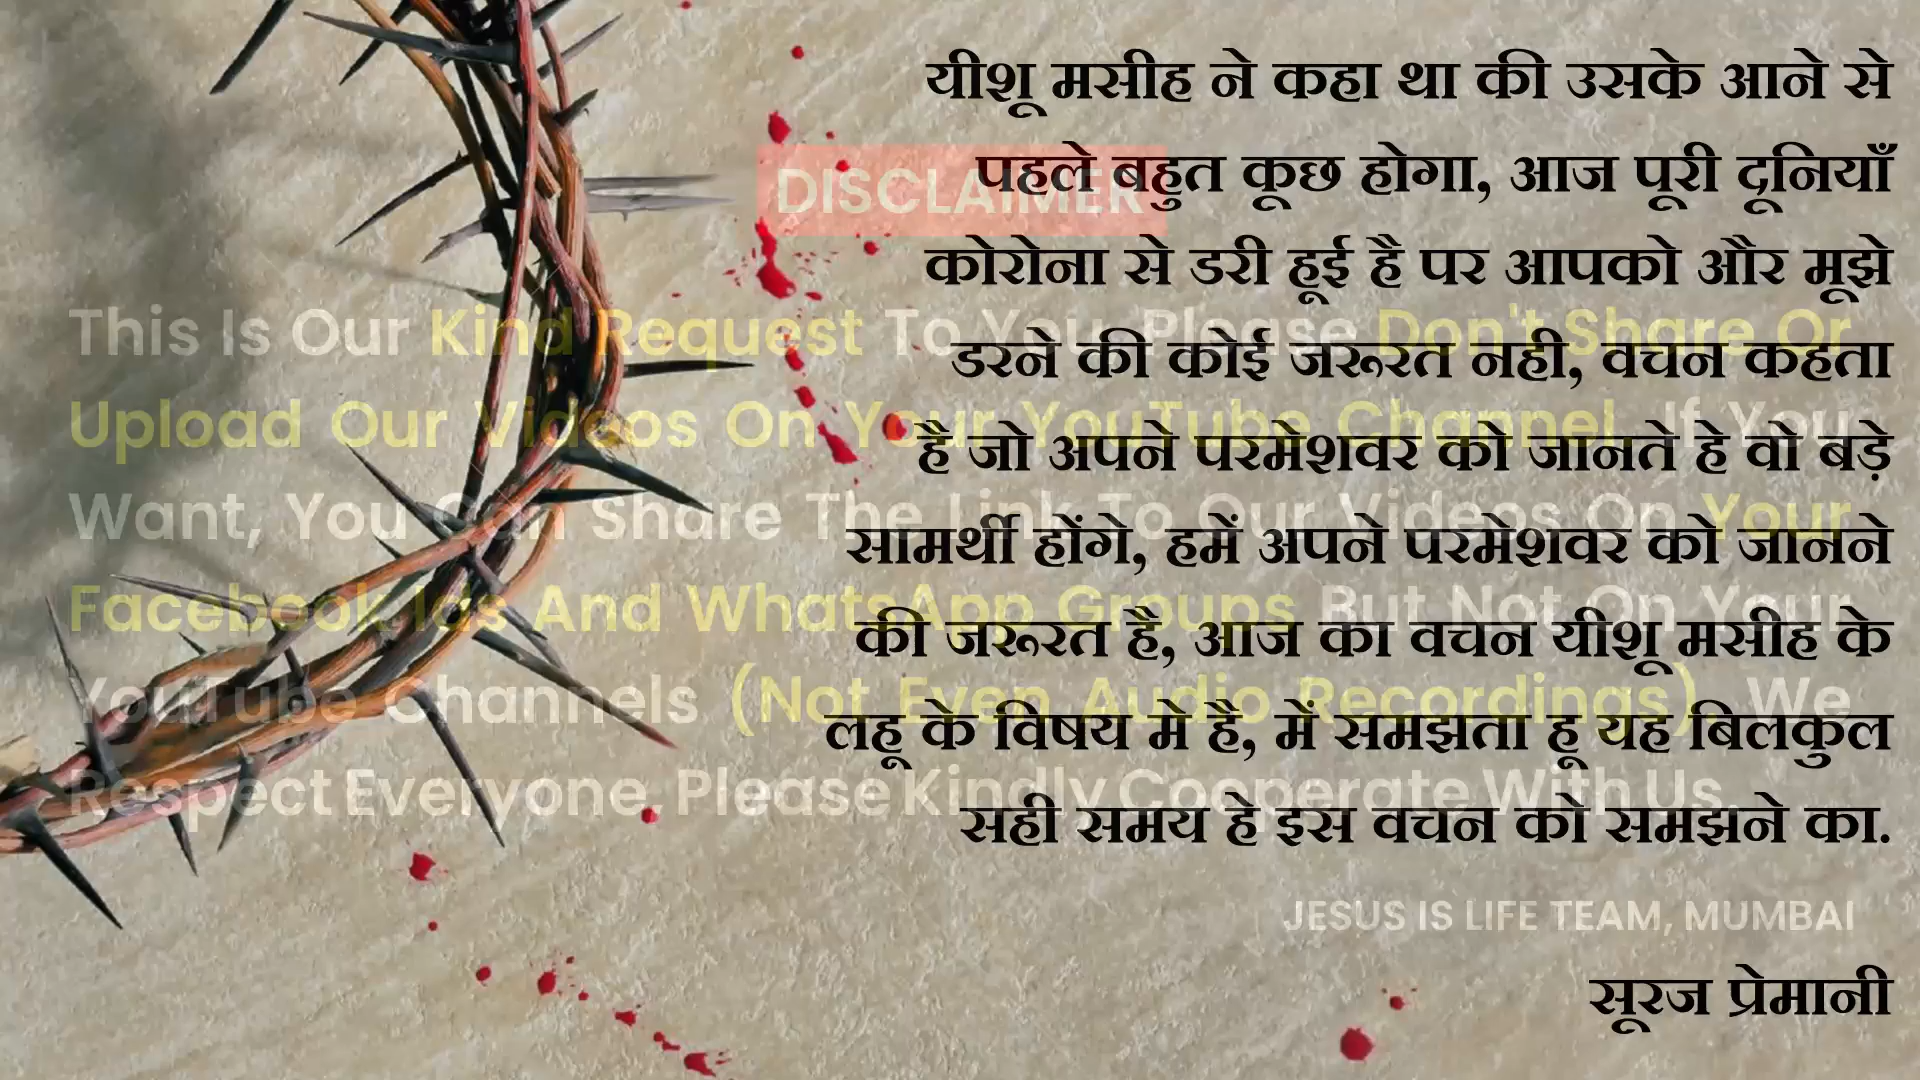 यीशू मसीह ने कहा था की उसके आने से
पहले बहुत कूछ होगा, आज पूरी दूनियाँ
कोरोना से डरी हूई है पर आपको और मूझे
डरने की कोई जरूरत नही, वचन कहता
है जो अपने परमेशवर को जानते हे वो बड़े
सामर्थी होंगे, हमें अपने परमेशवर को जानने
की जरूरत है, आज का वचन यीशू मसीह के
लहू के विषय मे है, में समझता हू यह बिलकुल
सही समय हे इस वचन को समझने का.
सूरज प्रेमानी
DISCLAIMER
This Is Our Kind Request To You, Please Don't Share Or
Upload Our Videos On Your YouTube Channel. If You
Want, You Can Share The Link To Our Videos On Your
Facebook Ids And WhatsApp Groups But Not On Your
YouTube Channels (Not Even Audio Recordings). We
Respect Everyone. Please Kindly Cooperate With Us.
JESUS IS LIFE TEAM, MUMBAI